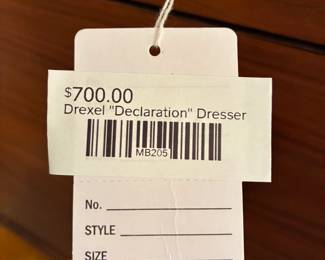 $700.00
Drexel "Declaration" Dresser
MB205
No.
STYLE
SIZE